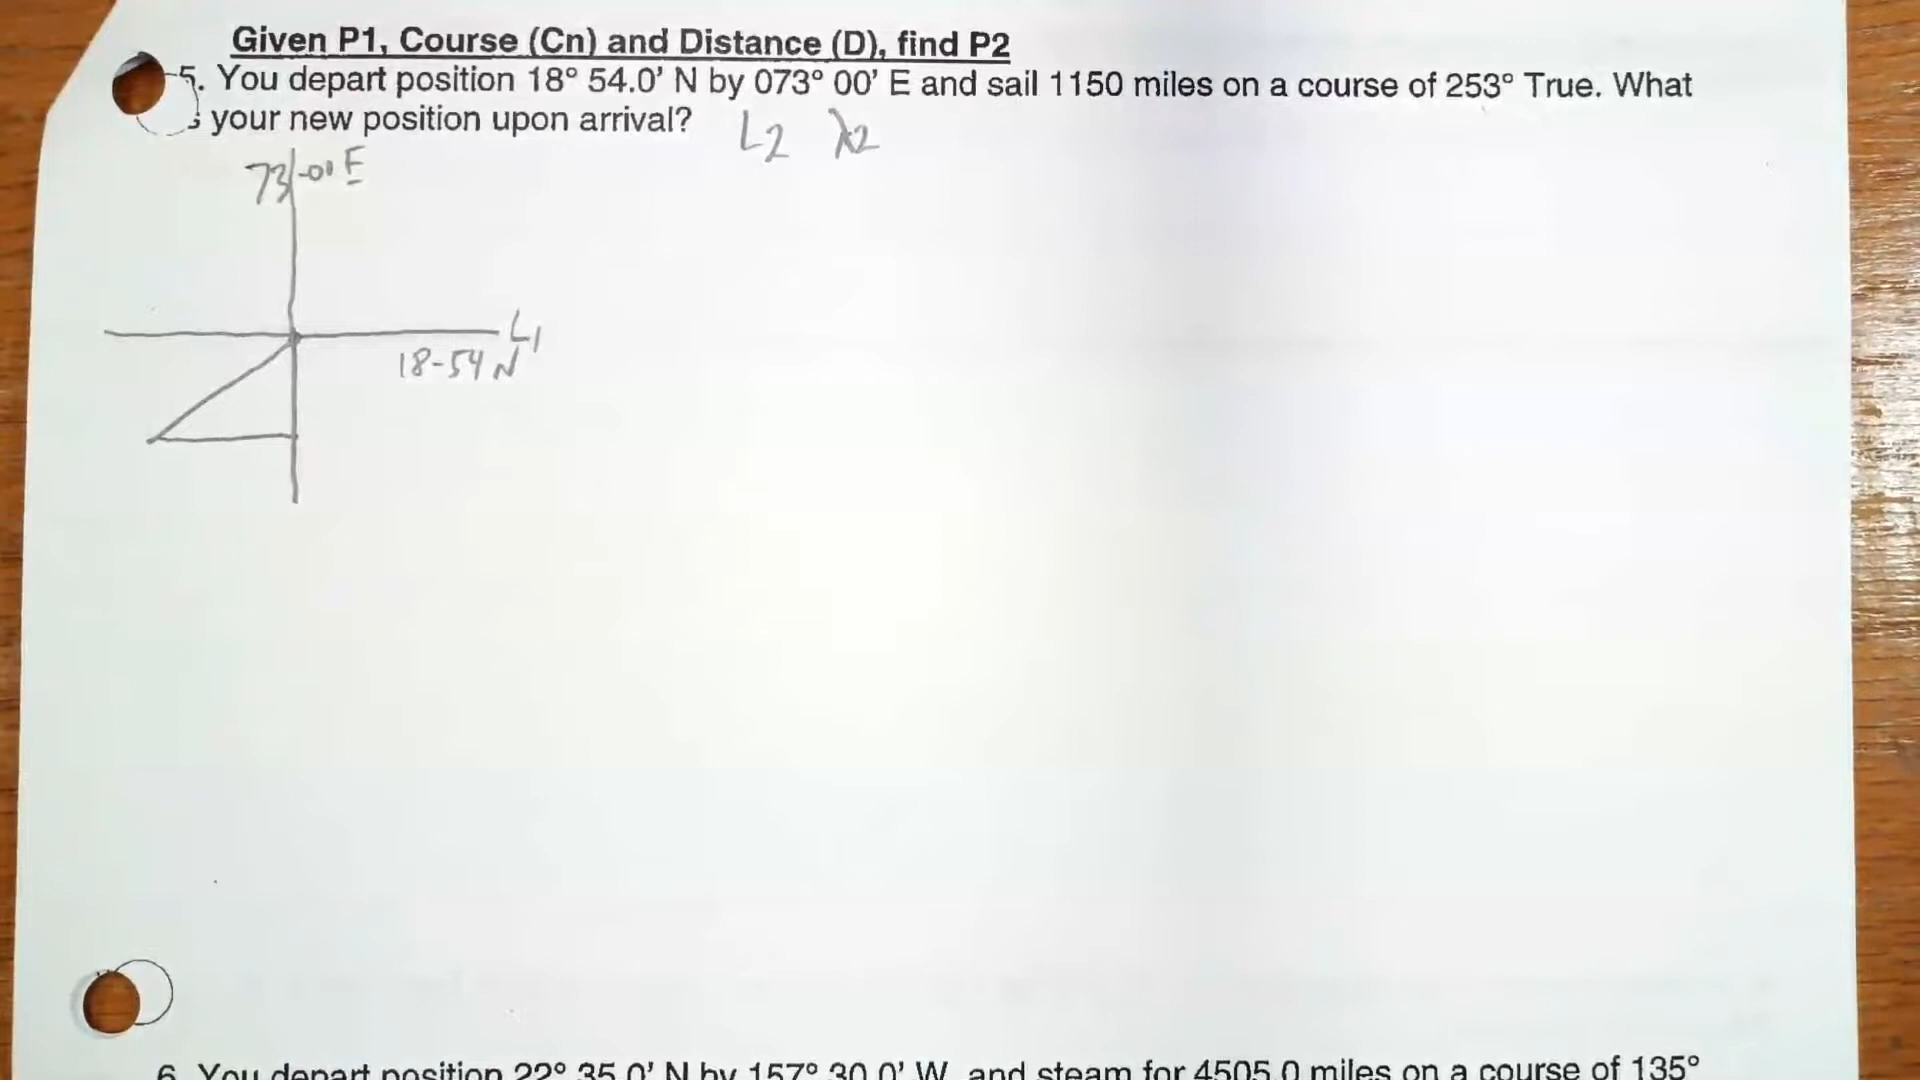 Given P1, Course (Cn) and Distance (D), find P2
5. You depart position 18° 54.0' N by 073° 00' E and sail 1150 miles on a course of 253° True. What
your new position upon arrival?
L2 λ2
73-00 E
L1
18-54 N
6. You depart position 22° 35.0' N by 157° 30.0' W, and steam for 4505.0 miles on a course of 135°